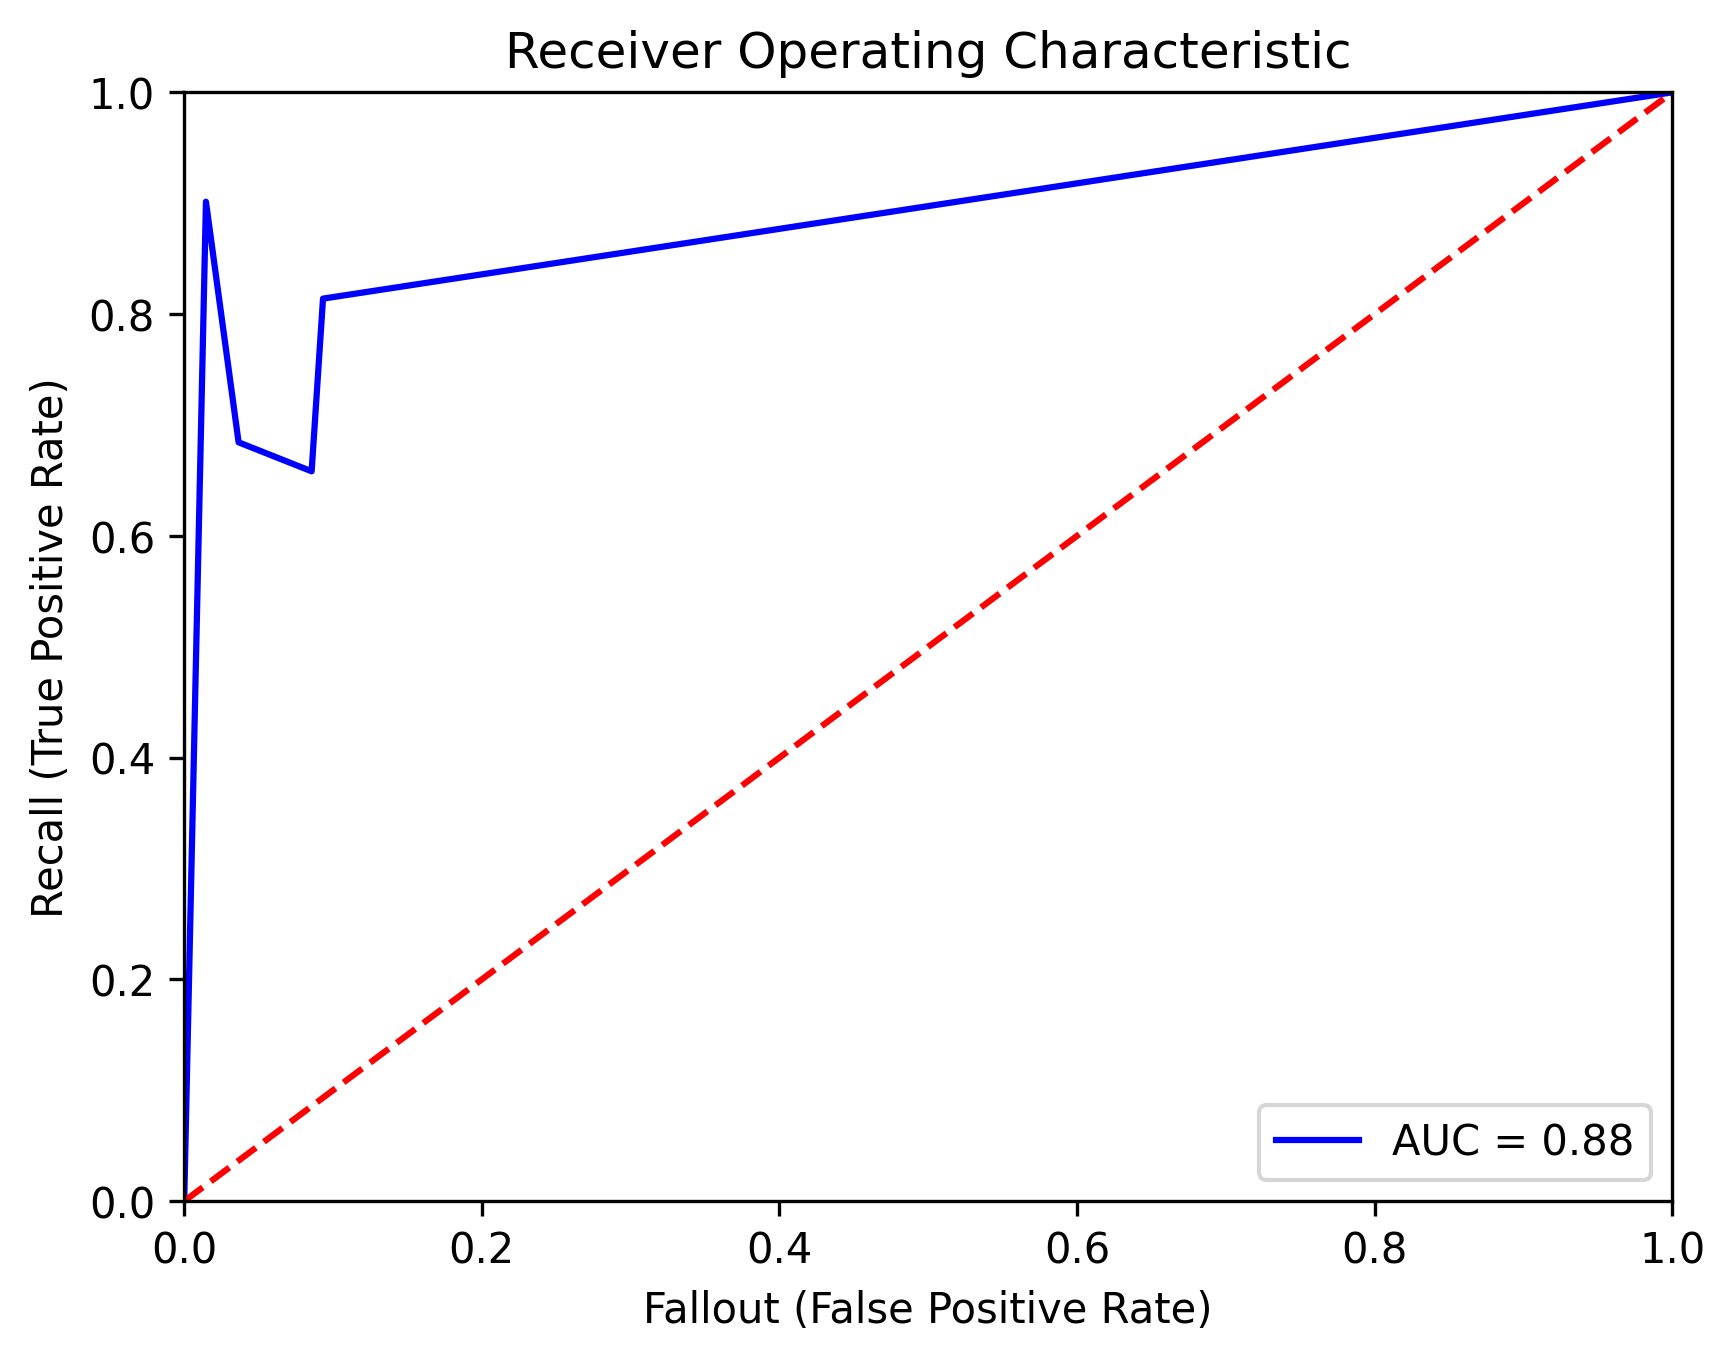 Receiver Operating Characteristic
1.0
0.8
0.6
0.4
0.2
0.0
Recall (True Positive Rate)
AUC = 0.88
0.0 0.2 0.4 0.6 0.8 1.0
Fallout (False Positive Rate)